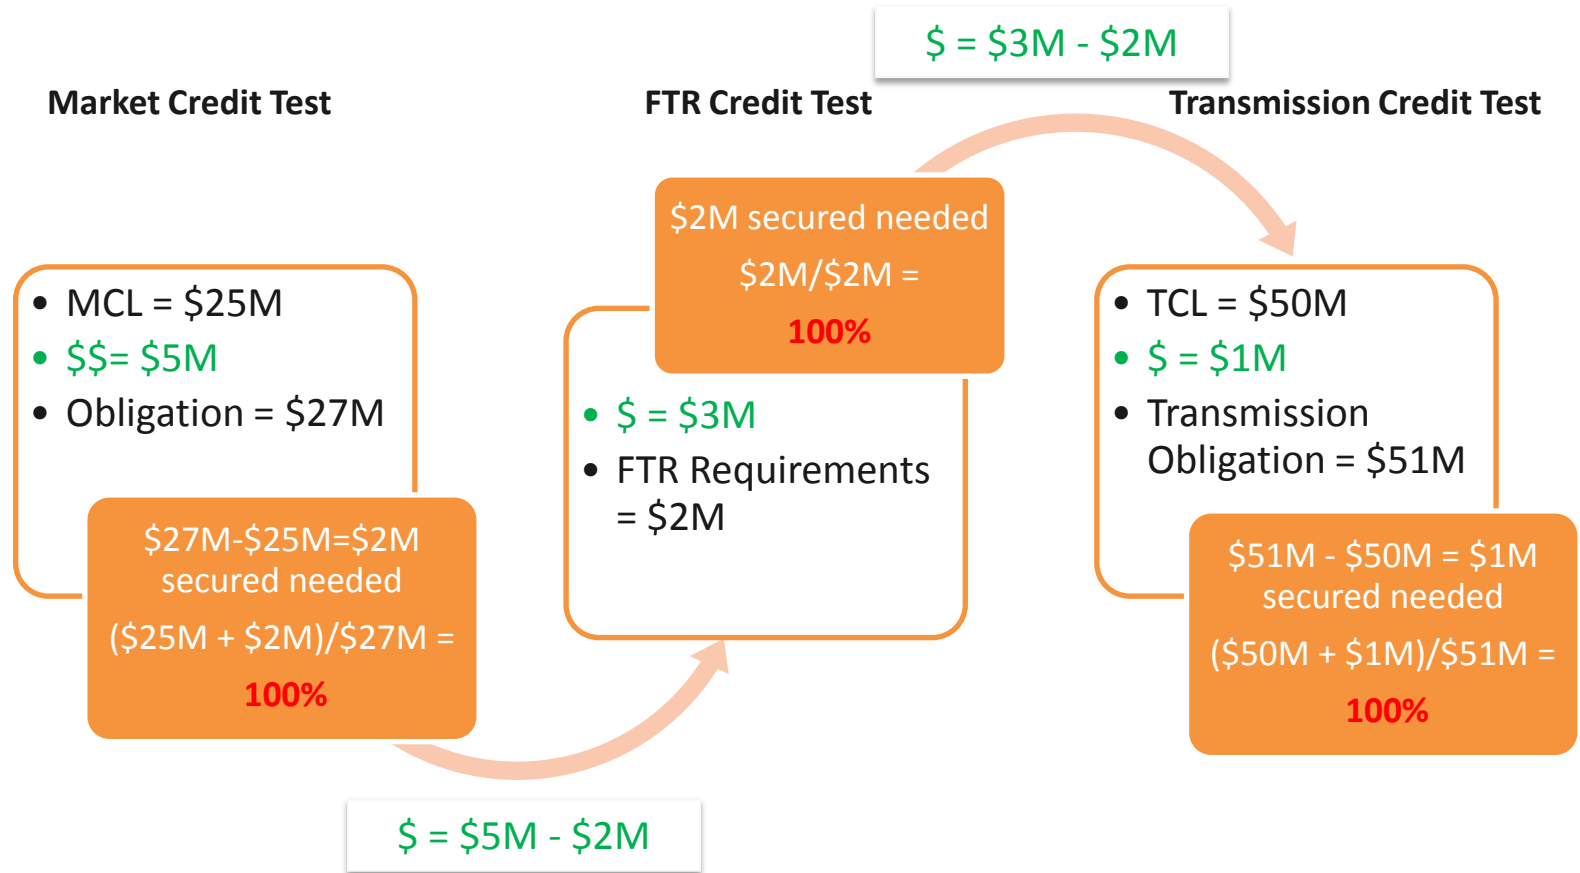 Market Credit Test
• MCL = $25M
• $$= $5M
• Obligation = $27M
$27M-$25M=$2M
secured needed
($25M + $2M)/$27M =
100%
$ = $5M - $2M
FTR Credit Test
$2M secured needed
$2M/$2M =
100%
• $ = $3M
• FTR Requirements
= $2M
$ = $3M - $2M
Transmission Credit Test
• TCL = $50M
• $ = $1M
• Transmission
Obligation = $51M
$51M - $50M = $1M
secured needed
($50M + $1M)/$51M =
100%